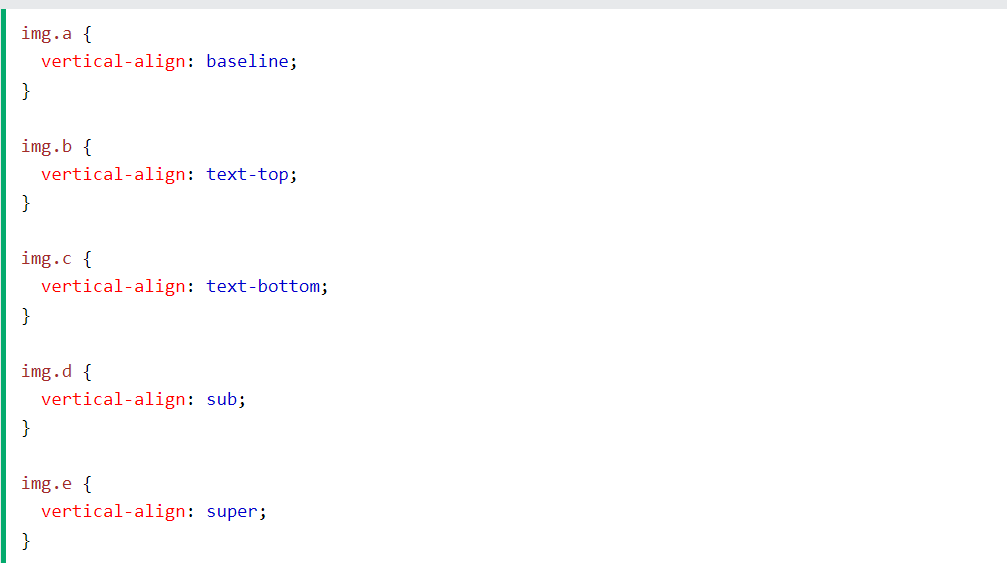 img.a {
  vertical-align: baseline;
}

img.b {
  vertical-align: text-top;
}

img.c {
  vertical-align: text-bottom;
}

img.d {
  vertical-align: sub;
}

img.e {
  vertical-align: super;
}